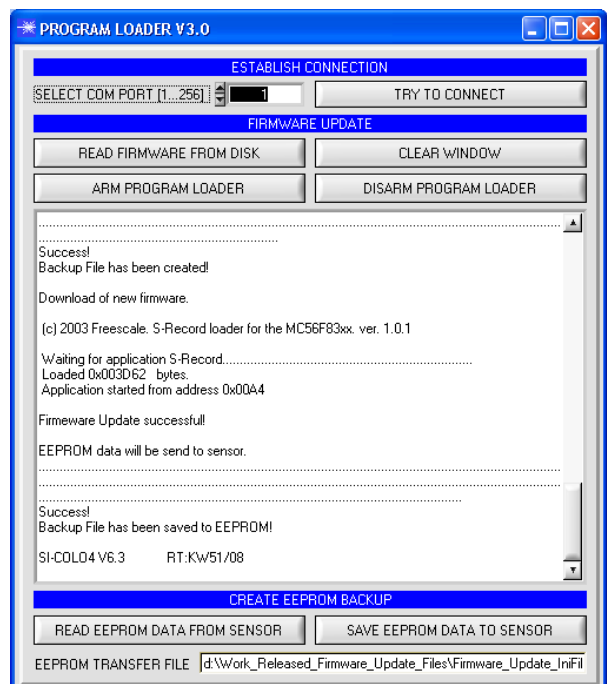 PROGRAM LOADER V3.0
ESTABLISH CONNECTION
SELECT COM PORT [1...256]: 1 TRY TO CONNECT
FIRMWARE UPDATE
READ FIRMWARE FROM DISK CLEAR WINDOW
ARM PROGRAM LOADER DISARM PROGRAM LOADER
Success!
Backup File has been created!
Download of new firmware.
(c) 2003 Freescale. S-Record loader for the MC56F83xx. ver. 1.0.1
Waiting for application S-Record..............................................................................
Loaded 0x003D62 bytes.
Application started from address 0x00A4
Firmeware Update successful!
EEPROM data will be send to sensor.
Success!
Backup File has been saved to EEPROM!
SI-COLO4 V6.3 RT:KW51/08
CREATE EEPROM BACKUP
READ EEPROM DATA FROM SENSOR SAVE EEPROM DATA TO SENSOR
EEPROM TRANSFER FILE d:\Work_Released_Firmware_Update_Files\Firmware_Update_IniFil